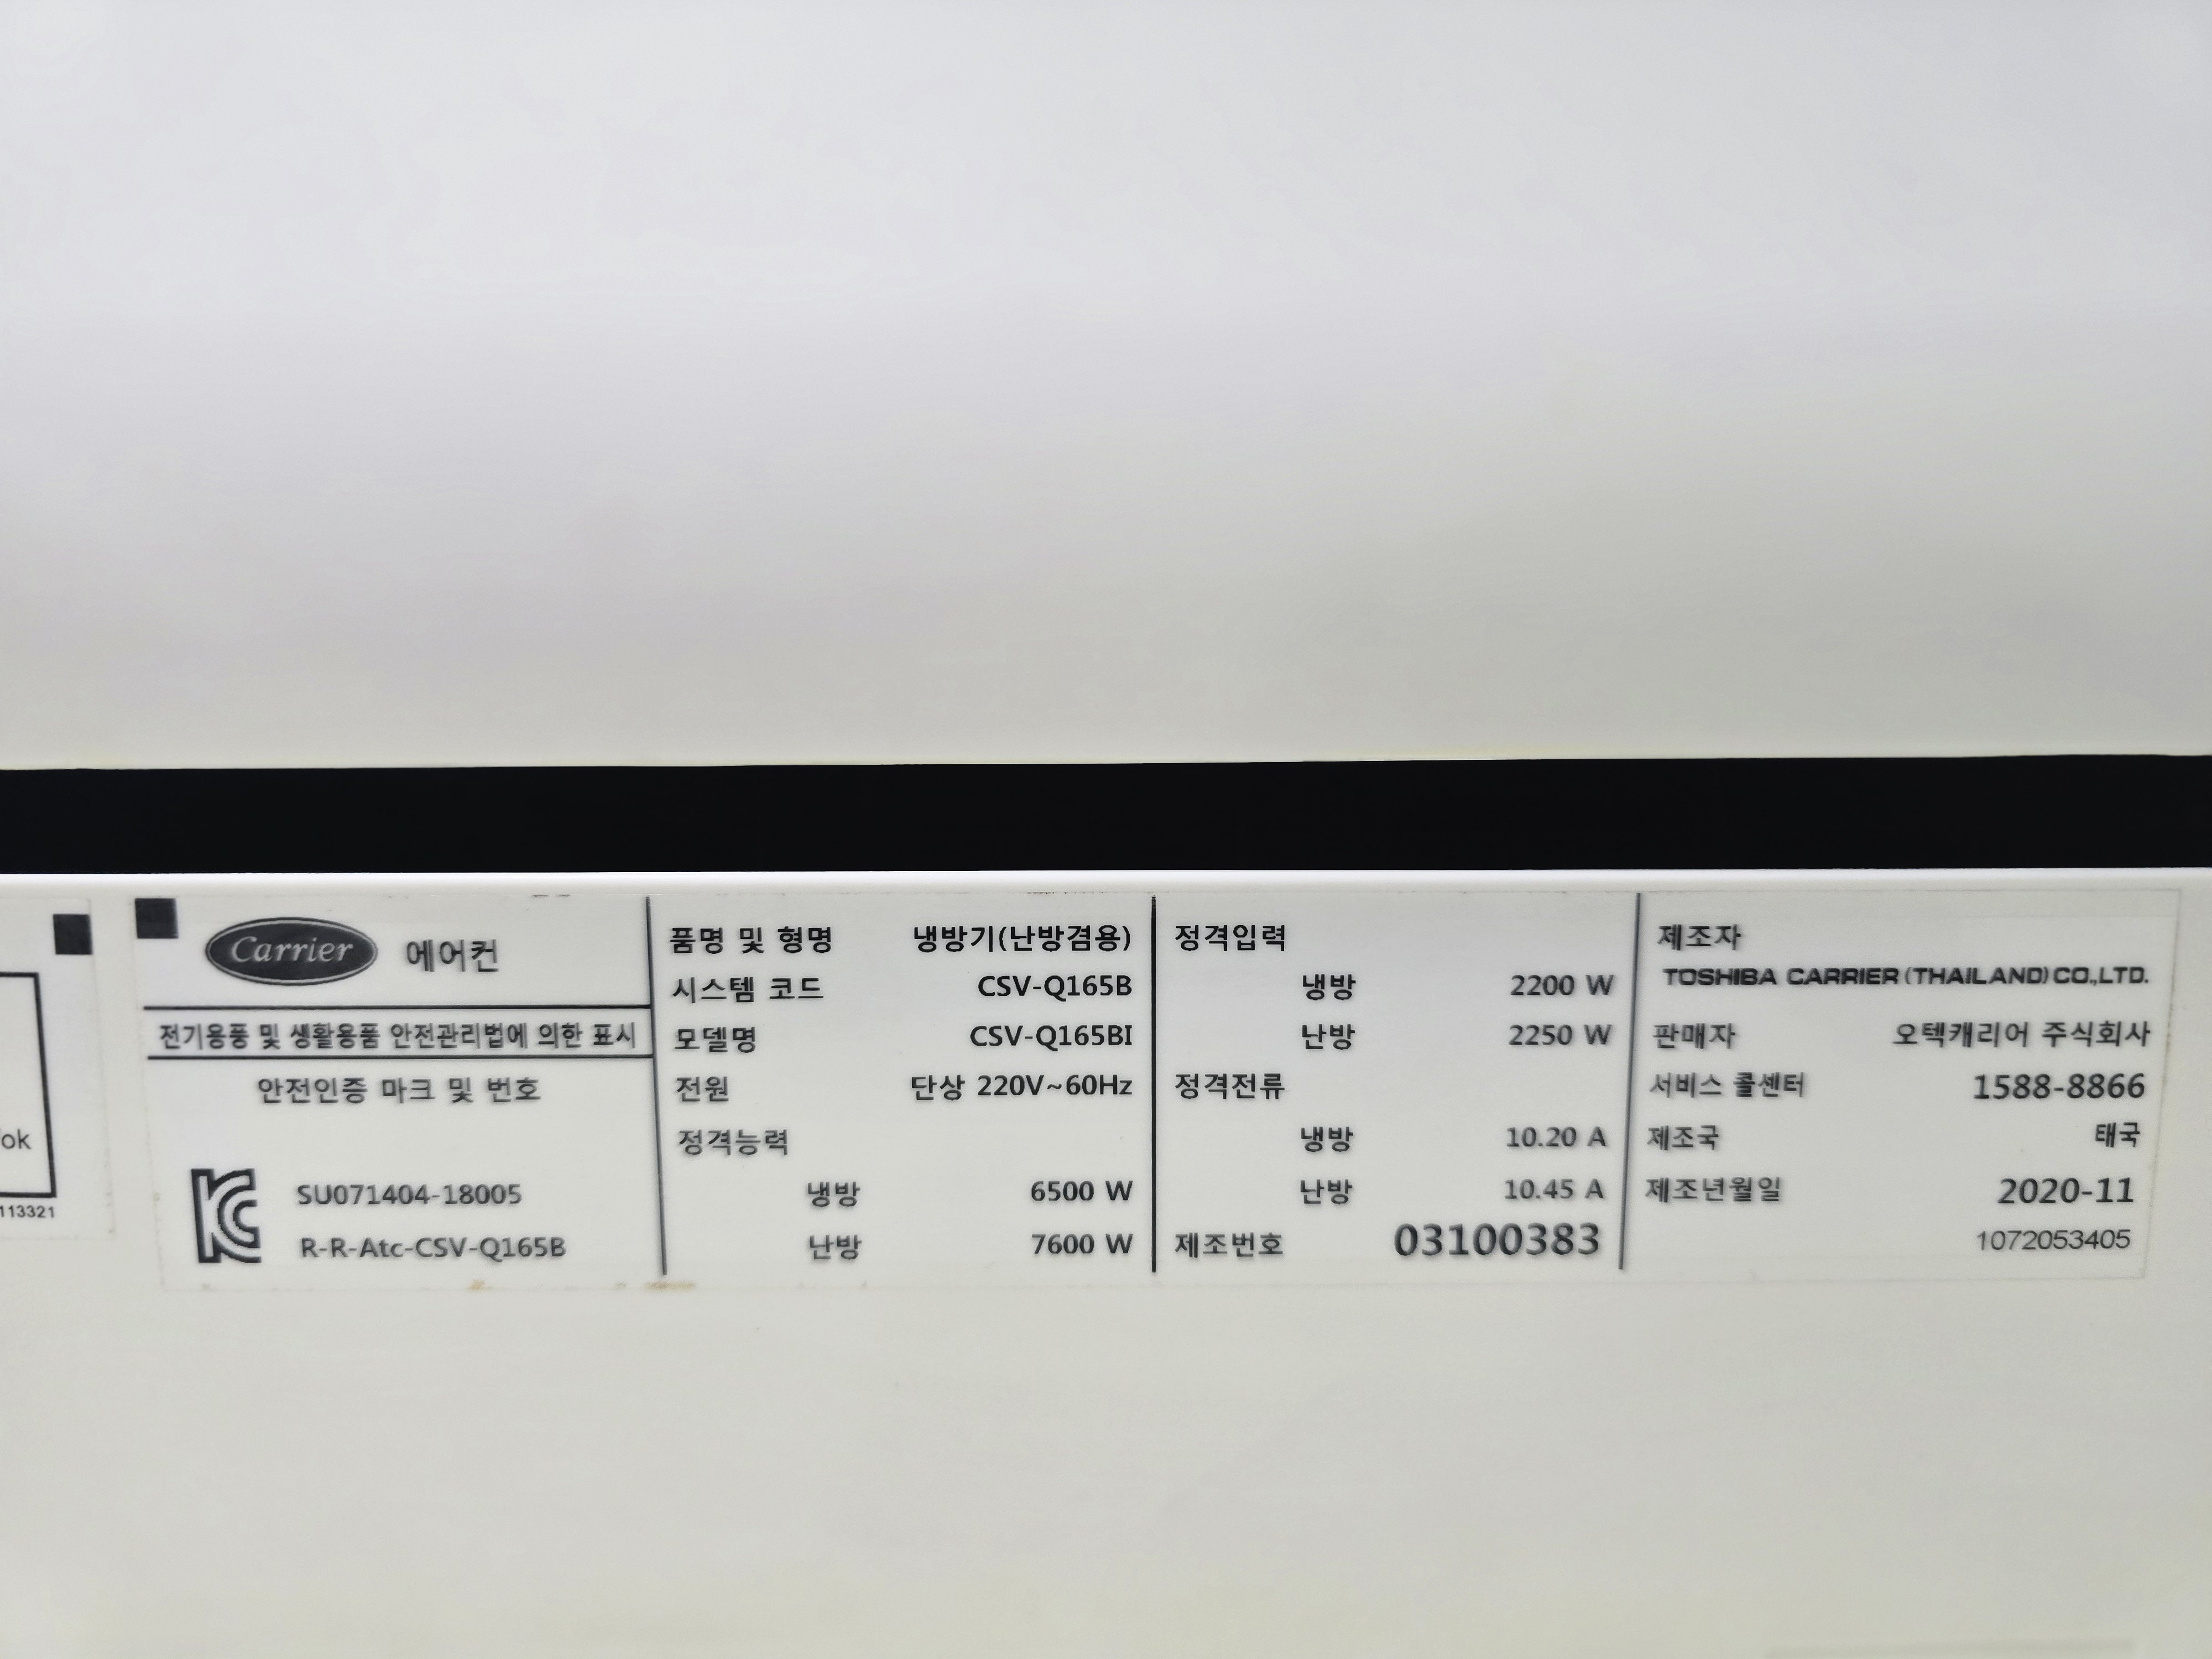 ok
113321
Carrier 에어컨
전기용품 및 생활용품 안전관리법에 의한 표시
안전인증 마크 및 번호
SU071404-18005
R-R-Atc-CSV-Q165B
품명 및 형명 냉방기(난방겸용)
시스템 코드 CSV-Q165B
모델명 CSV-Q165BI
전원 단상 220V~60Hz
정격능력
냉방 6500 W
난방 7600 W
정격입력
냉방 2200 W
난방 2250 W
정격전류
냉방 10.20 A
난방 10.45 A
제조번호 03100383
제조자
TOSHIBA CARRIER (THAILAND) CO.,LTD.
판매자 오텍캐리어 주식회사
서비스 콜센터 1588-8866
제조국 태국
제조년월일 2020-11
1072053405